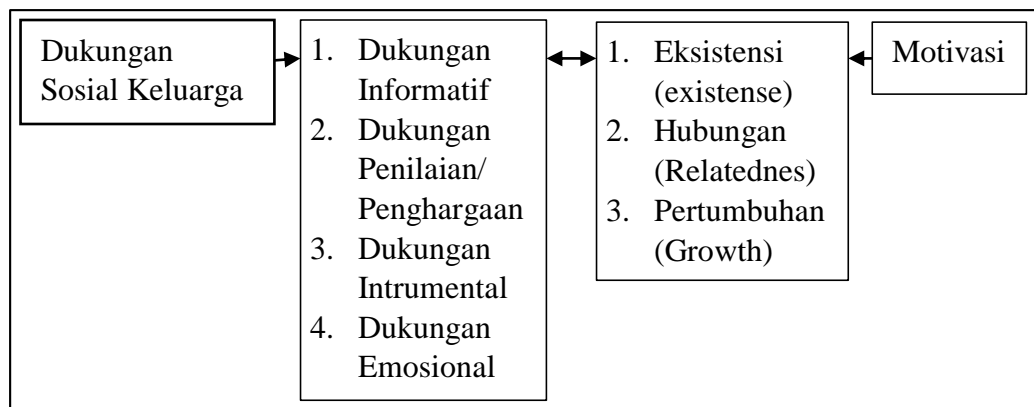 Dukungan
Sosial Keluarga
1. Dukungan
Informatif
2. Dukungan
Penilaian/
Penghargaan
3. Dukungan
Intrumental
4. Dukungan
Emosional
1. Eksistensi
(existense)
2. Hubungan
(Relatednes)
3. Pertumbuhan
(Growth)
Motivasi